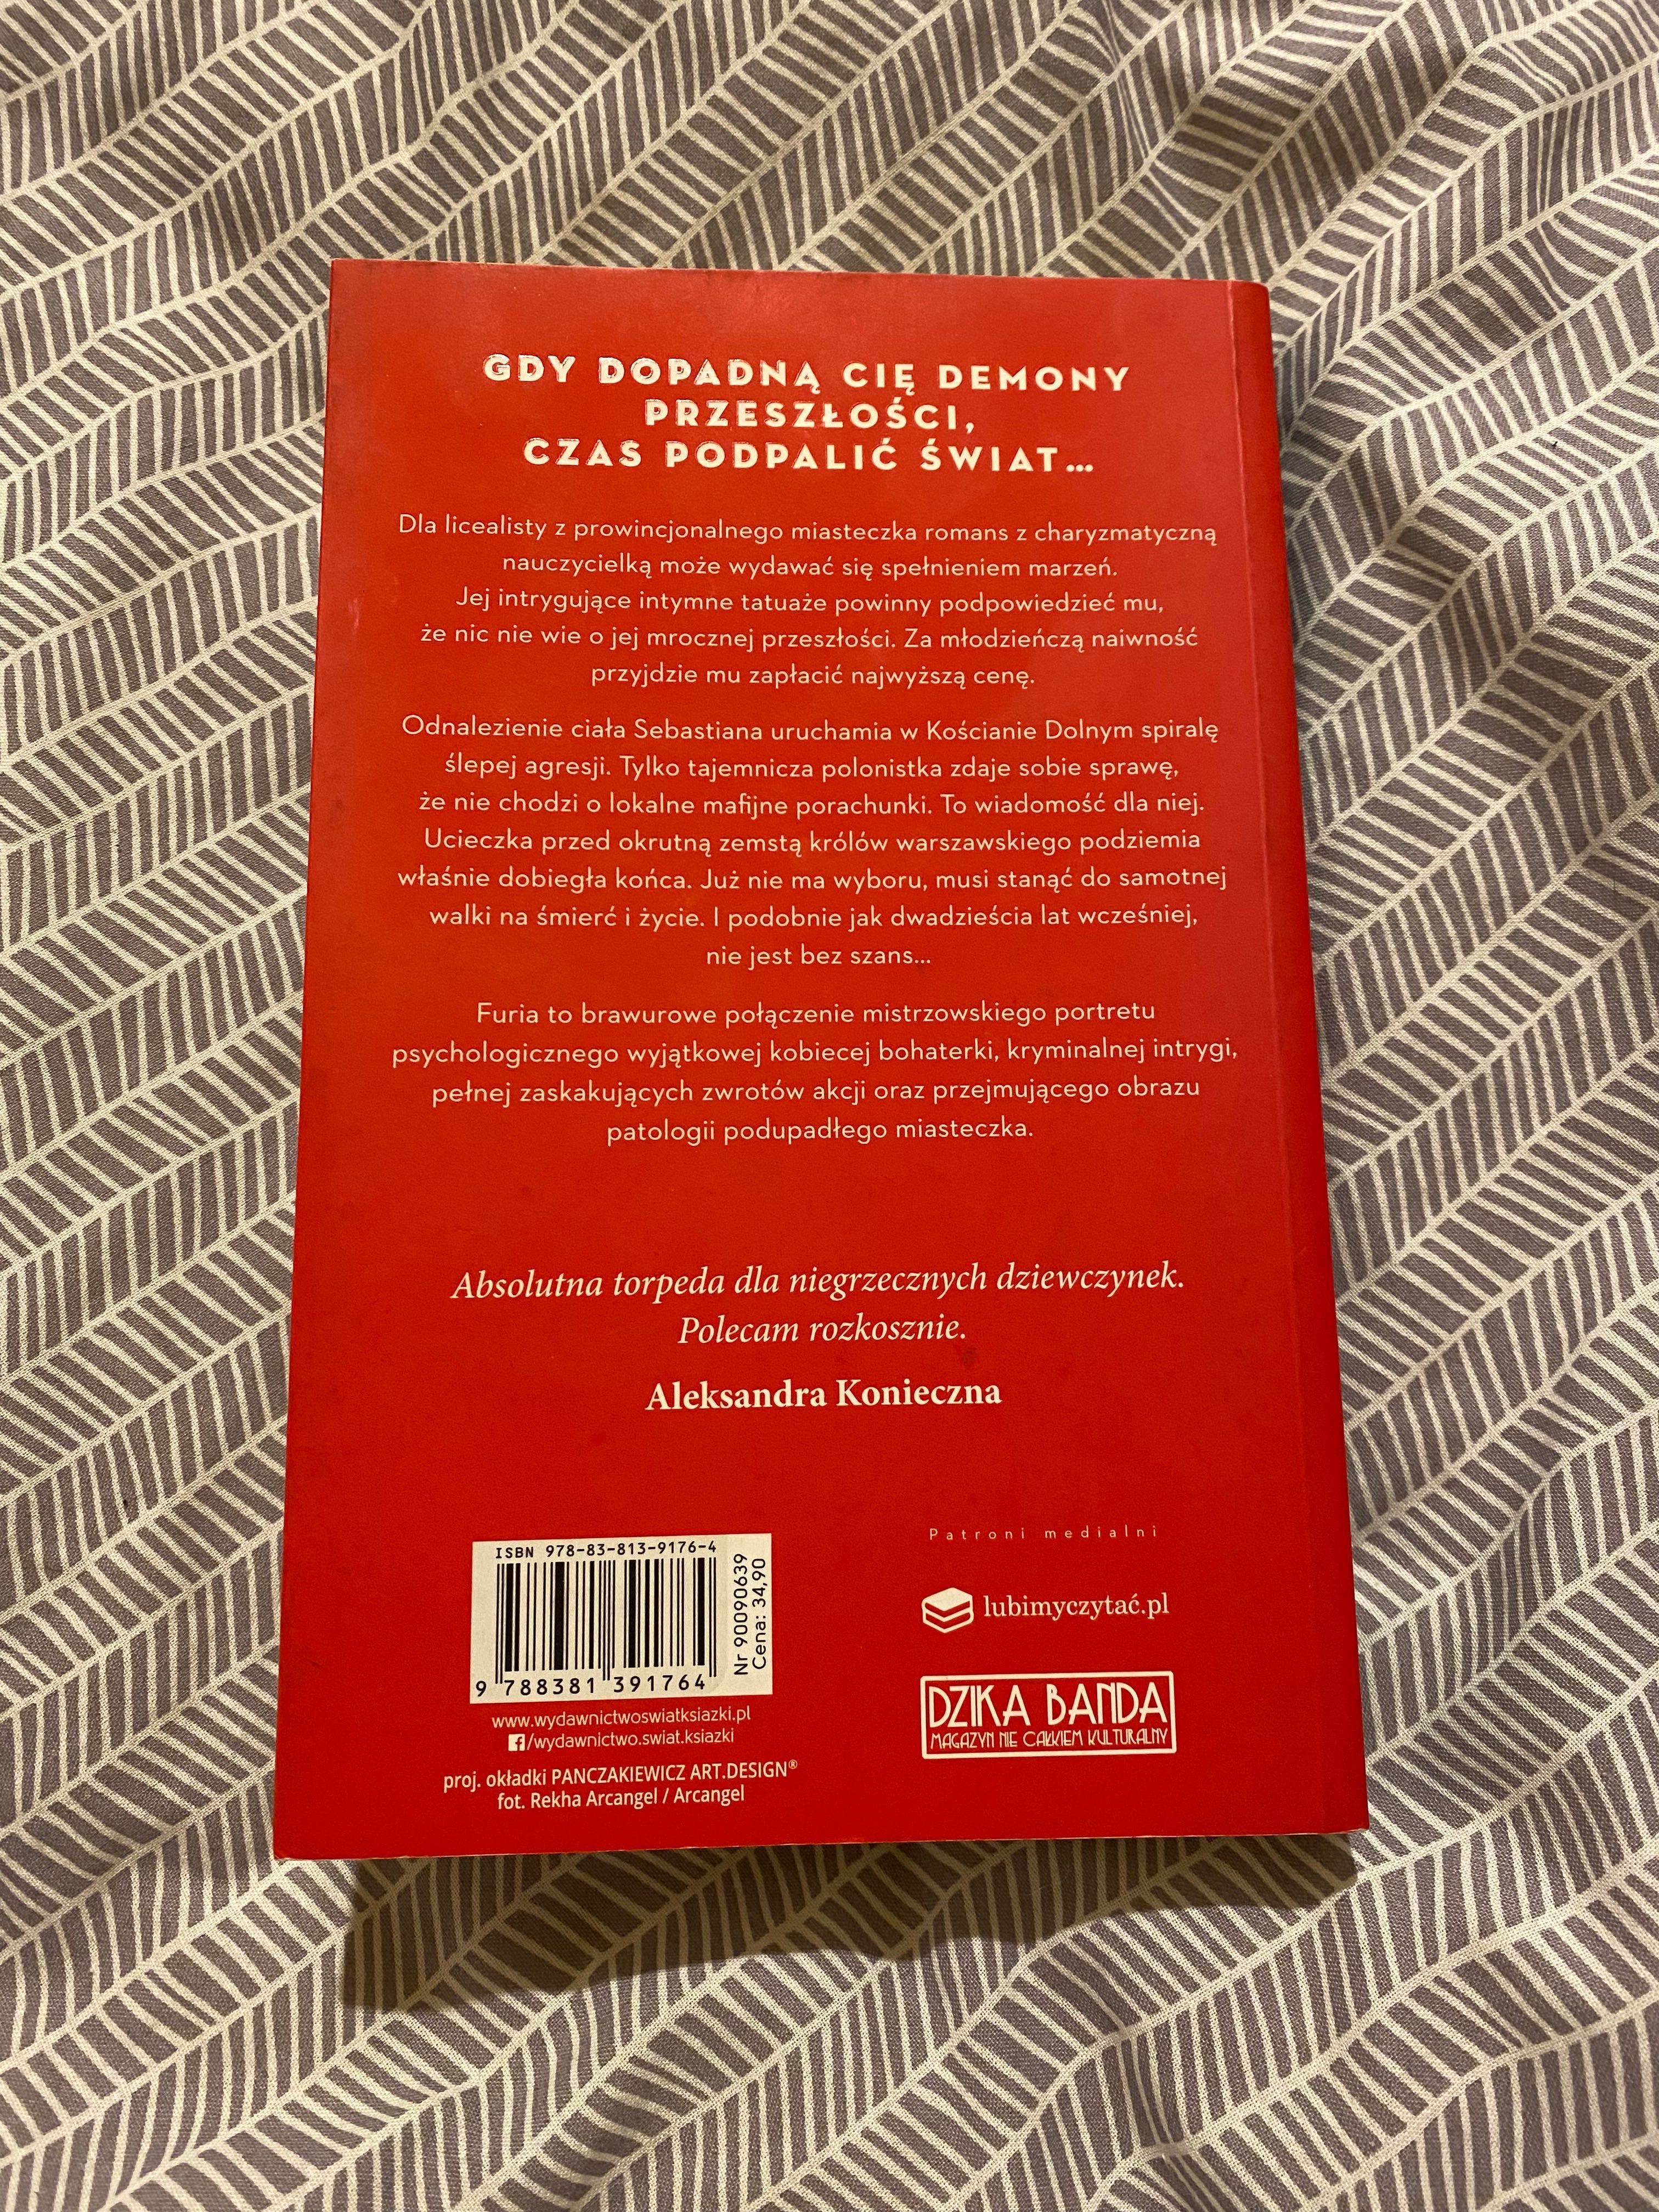 GDY DOPADNĄ CIĘ DEMONY
PRZESZŁOŚCI,
CZAS PODPALIĆ ŚWIAT...
Dla licealisty z prowincjonalnego miasteczka romans z charyzmatyczną
nauczycielką może wydawać się spełnieniem marzeń.
Jej intrygujące intymne tatuaże powinny podpowiedzieć mu,
że nic nie wie o jej mrocznej przeszłości. Za młodzieńczą naiwność
przyjdzie mu zapłacić najwyższą cenę.
Odnalezienie ciała Sebastiana uruchamia w Kościanie Dolnym spiralę
ślepej agresji. Tylko tajemnicza polonistka zdaje sobie sprawę,
że nie chodzi o lokalne mafijne porachunki. To wiadomość dla niej.
Ucieczka przed okrutną zemstą królów warszawskiego podziemia
właśnie dobiegła końca. Już nie ma wyboru, musi stanąć do samotnej
walki na śmierć i życie. I podobnie jak dwadzieścia lat wcześniej,
nie jest bez szans...
Furia to brawurowe połączenie mistrzowskiego portretu
psychologicznego wyjątkowej kobiecej bohaterki, kryminalnej intrygi,
pełnej zaskakujących zwrotów akcji oraz przejmującego obrazu
patologii podupadłego miasteczka.
Absolutna torpeda dla niegrzecznych dziewczynek.
Polecam rozkosznie.
Aleksandra Konieczna
ISBN 978-83-813-9176-4
9 788381 391764
Nr 90090639
Cena: 34,90
www.wydawnictwoswiatksiazki.pl
/wydawnictwo.swiat.ksiazki
proj. okładki PANCZAKIEWICZ ART.DESIGN®
fot. Rekha Arcangel / Arcangel
Patroni medialni
lubimyczytać.pl
DZIKA BANDA
MAGAZYN NIE CAŁKIEM KULTURALNY